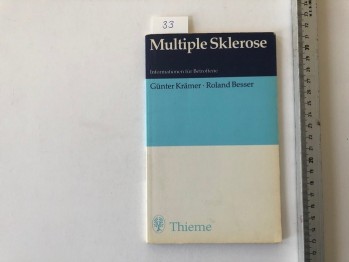 33
Multiple Sklerose
Informationen für Betroffene
Günter Krämer · Roland Besser
Thieme